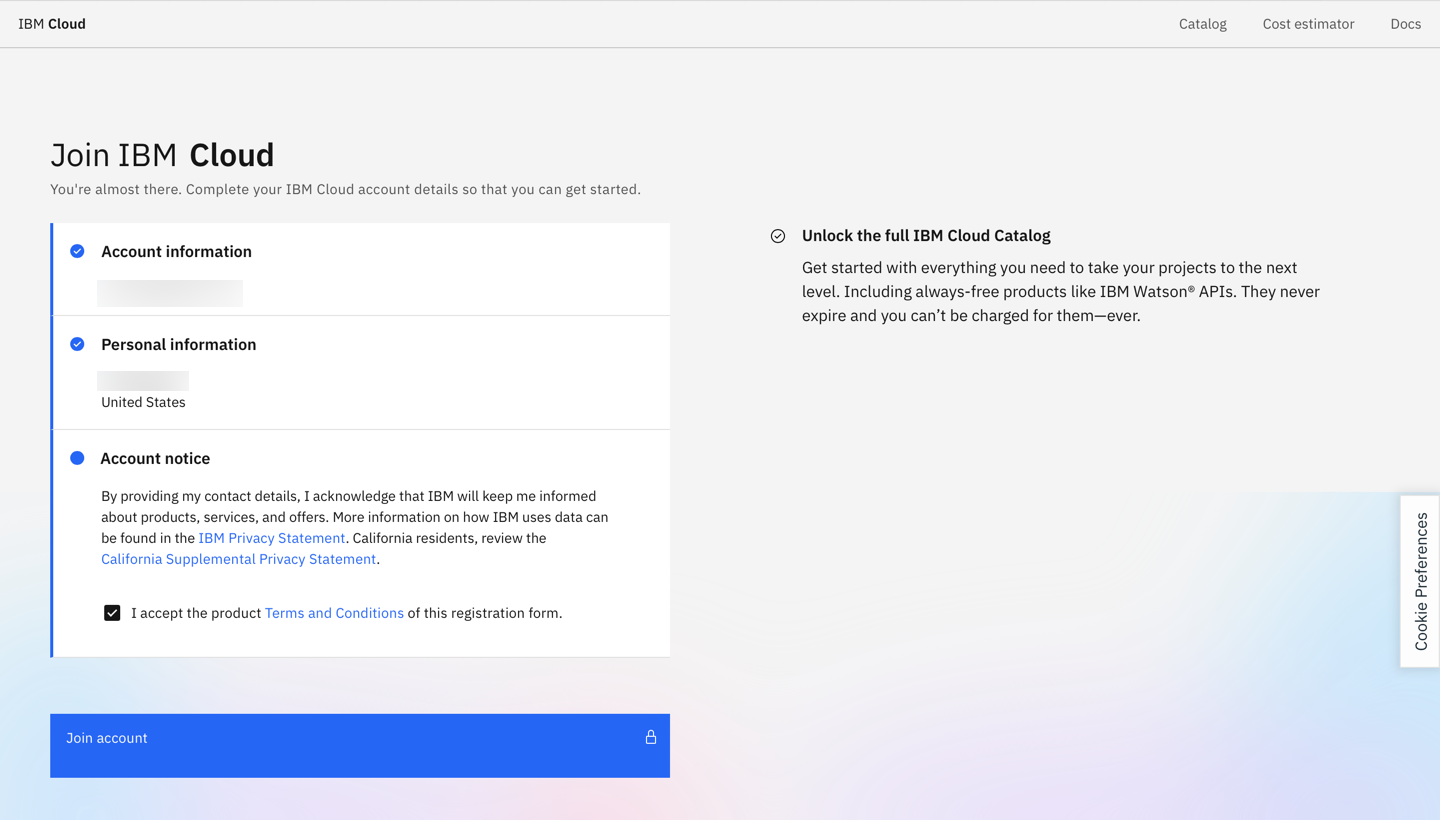 IBM Cloud
Catalog
Cost estimator
Docs
Join IBM Cloud
You're almost there. Complete your IBM Cloud account details so that you can get started.
Account information
Personal information
United States
Account notice
By providing my contact details, I acknowledge that IBM will keep me informed
about products, services, and offers. More information on how IBM uses data can
be found in the IBM Privacy Statement. California residents, review the
California Supplemental Privacy Statement.
I accept the product Terms and Conditions of this registration form.
Join account
Unlock the full IBM Cloud Catalog
Get started with everything you need to take your projects to the next
level. Including always-free products like IBM Watson® APIs. They never
expire and you can’t be charged for them—ever.
Cookie Preferences